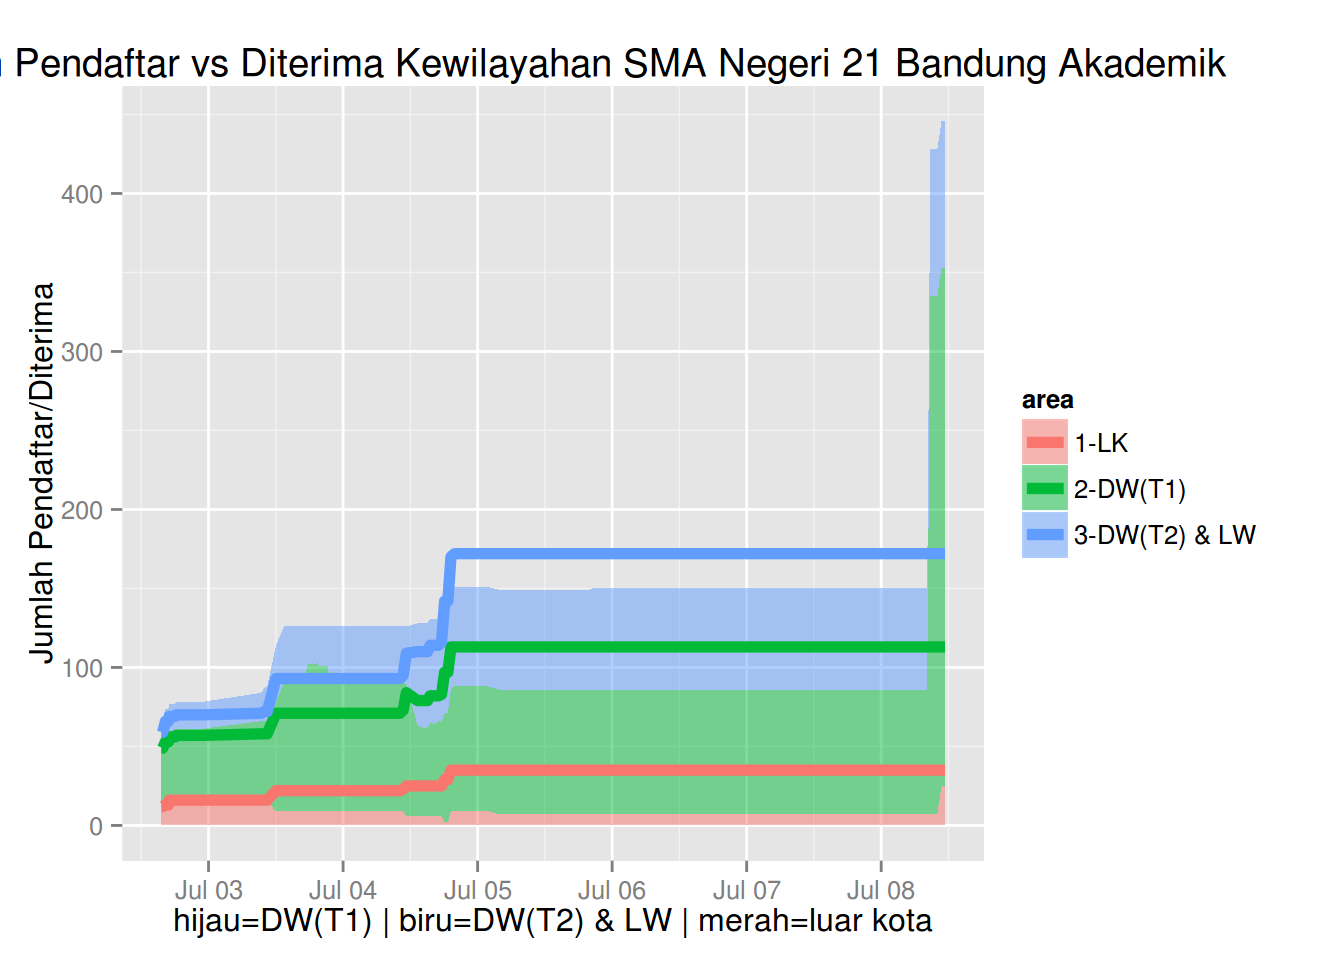 Pendaftar vs Diterima Kewilayahan SMA Negeri 21 Bandung Akademik
Jumlah Pendaftar/Diterima
400
300
200
100
0
Jul 03
Jul 04
Jul 05
Jul 06
Jul 07
Jul 08
hijau=DW(T1) | biru=DW(T2) & LW | merah=luar kota
area
1-LK
2-DW(T1)
3-DW(T2) & LW